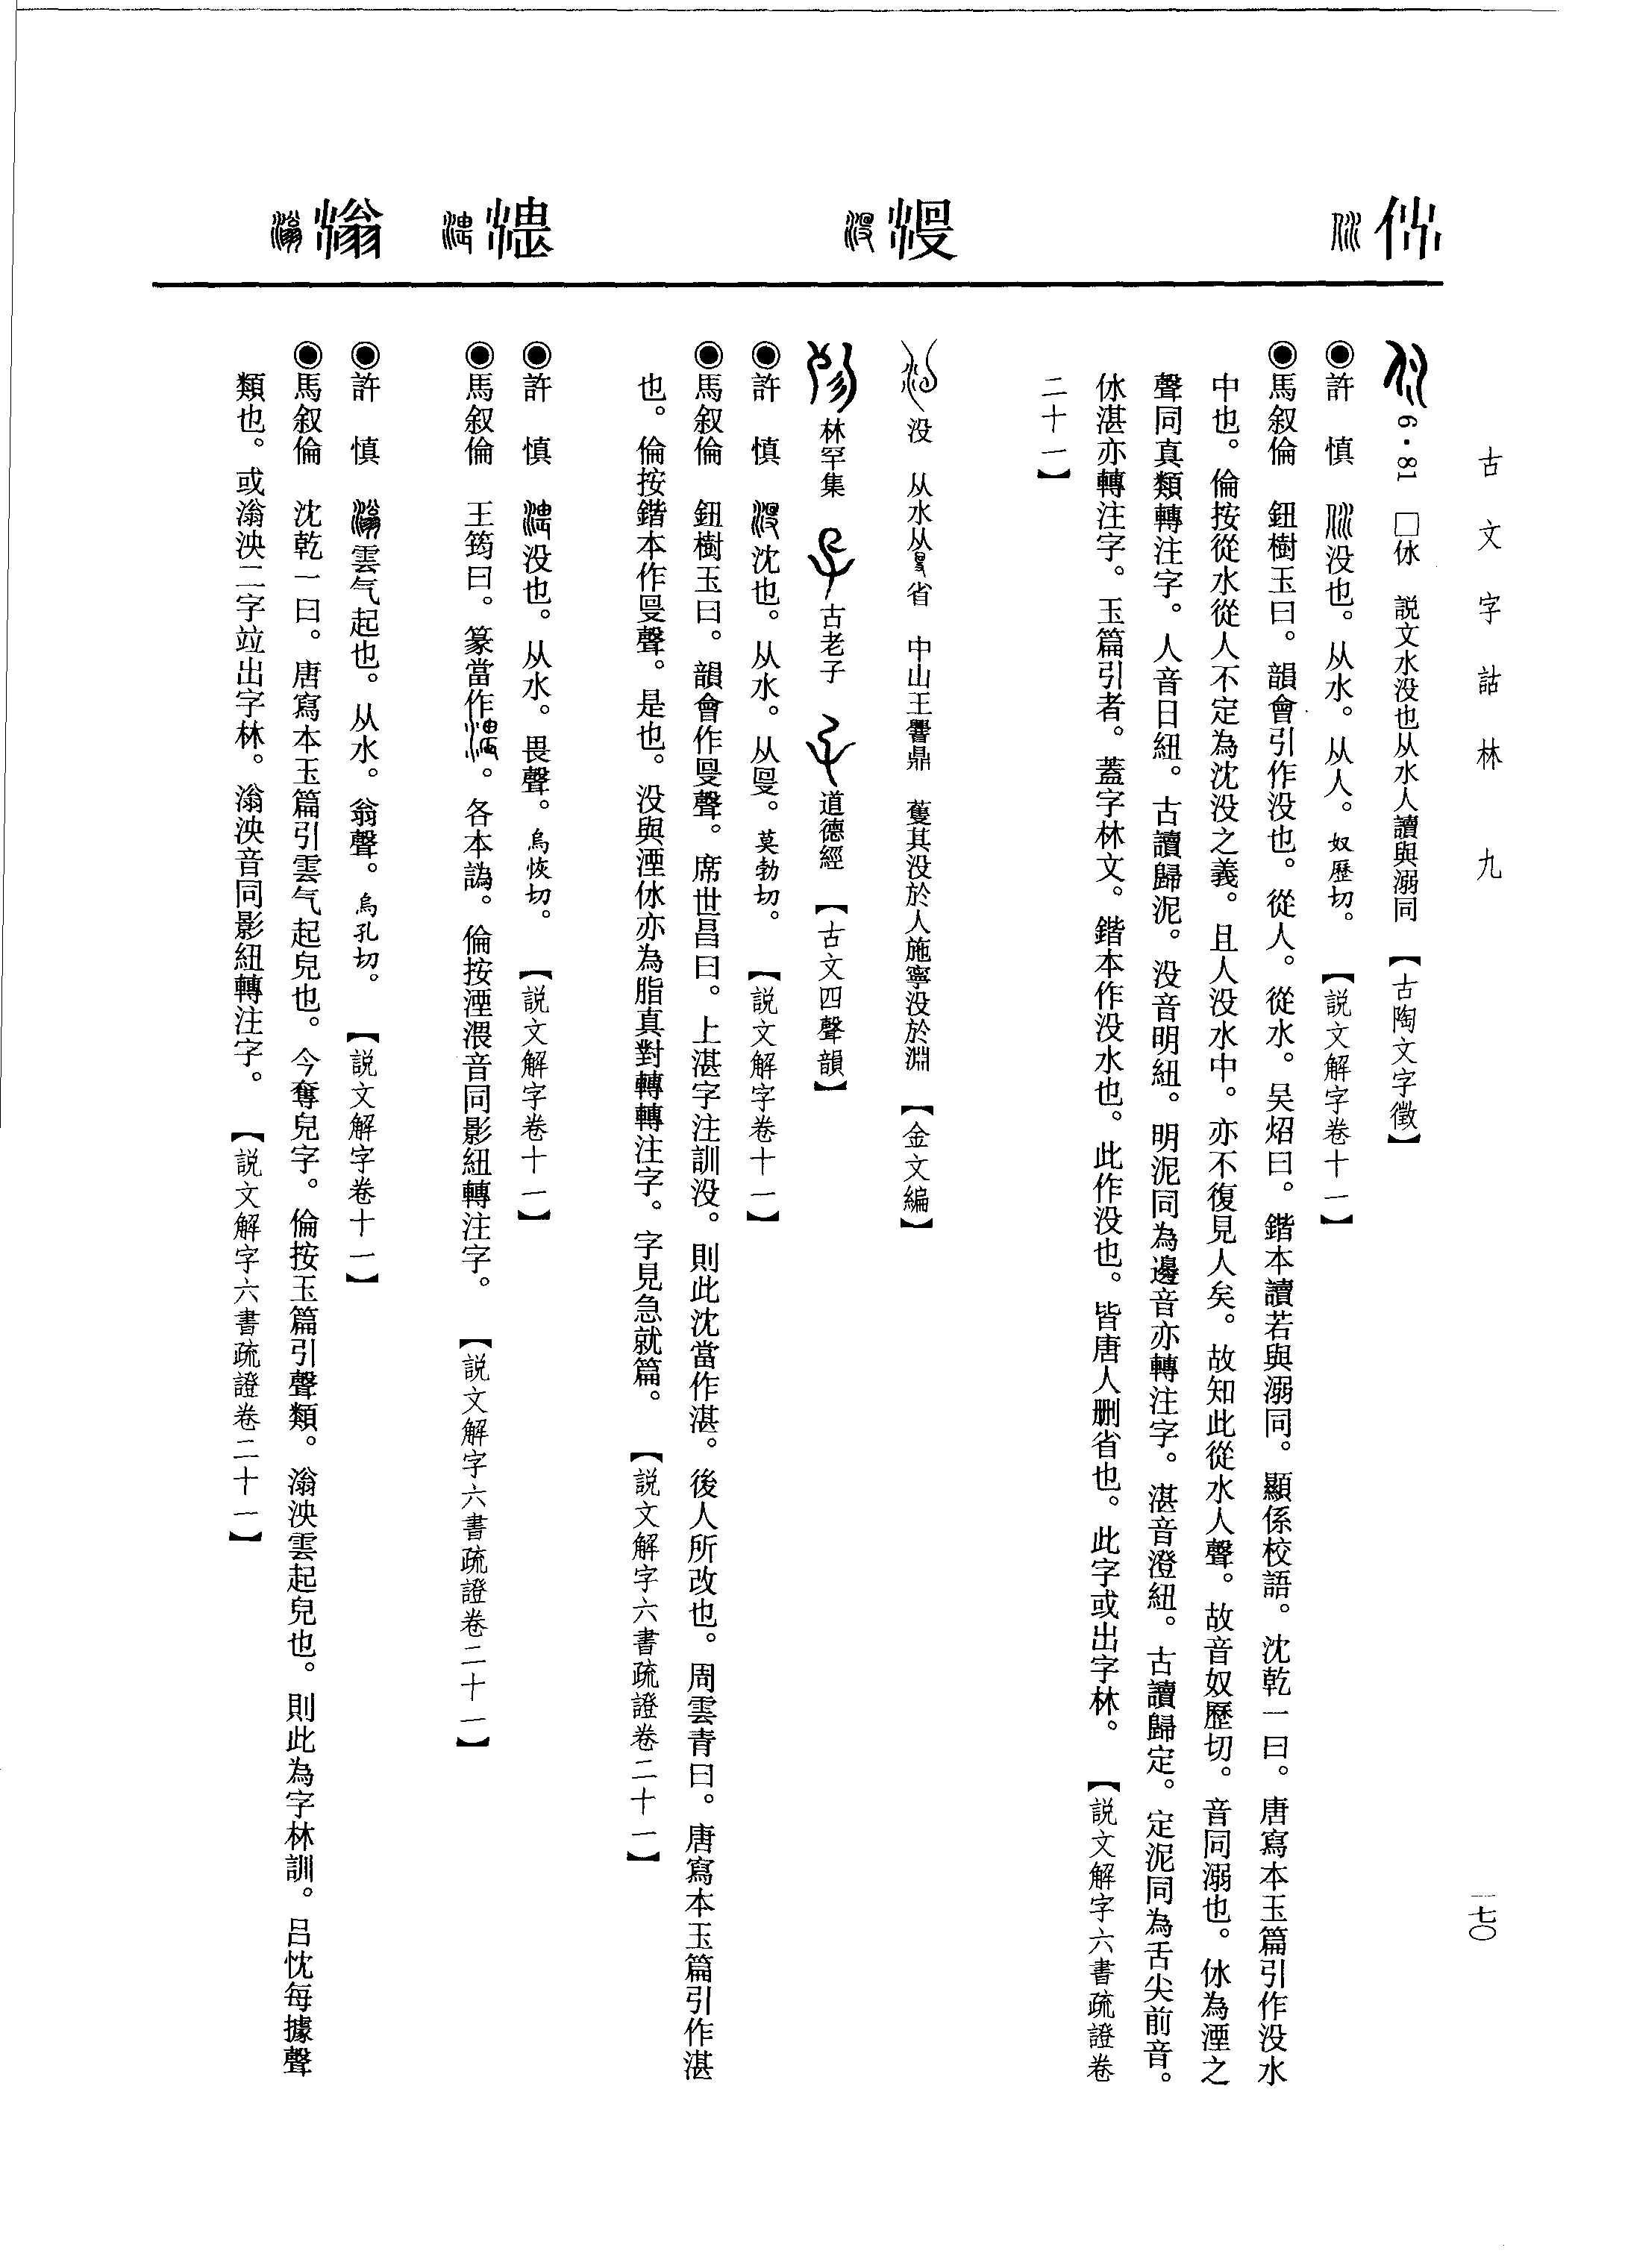 古文字詁林 九
一七〇
6·81 □㲻 説文水没也从水人讀與溺同 【古陶文字徵】
◉許 慎 没也。从水。从人。奴歷切。 【説文解字卷十一】
◉馬叙倫 鈕樹玉曰。韻會引作没也。從人。從水。吴炤曰。鍇本讀若與溺同。顯係校語。沈乾一曰。唐寫本玉篇引作没水
中也。倫按從水從人不定為沈没之義。且人没水中。亦不復見人矣。故知此從水人聲。故音奴歷切。音同溺也。㲻為湮之
聲同真類轉注字。人音日紐。古讀歸泥。没音明紐。明泥同為邊音亦轉注字。湛音澄紐。古讀歸定。定泥同為舌尖前音。
㲻湛亦轉注字。玉篇引者。蓋字林文。鍇本作没水也。此作没也。皆唐人删省也。此字或出字林。 【説文解字六書疏證卷
二十一】
没 从水从省 中山王響鼎 蒦其没於人施寧没於淵 【金文編】
林罕集 古老子 道德經 【古文四聲韻】
◉許 慎 沈也。从水。从𠬸。莫勃切。 【説文解字卷十一】
◉馬叙倫 鈕樹玉曰。韻會作𠬸聲。席世昌曰。上湛字注訓没。則此沈當作湛。後人所改也。周雲青曰。唐寫本玉篇引作湛
也。倫按鍇本作𠬸聲。是也。没與湮㲻亦為脂真對轉轉注字。字見急就篇。 【説文解字六書疏證卷二十一】
◉許 慎 没也。从水。畏聲。烏恢切。 【説文解字卷十一】
◉馬叙倫 王筠曰。篆當作。各本譌。倫按湮渨音同影紐轉注字。 【説文解字六書疏證卷二十一】
◉許 慎 雲气起也。从水。翁聲。烏孔切。 【説文解字卷十一】
◉馬叙倫 沈乾一曰。唐寫本玉篇引雲气起皃也。今奪皃字。倫按玉篇引聲類。滃泱雲起皃也。則此為字林訓。吕忱每據聲
類也。或滃泱二字竝出字林。滃泱音同影紐轉注字。 【説文解字六書疏證卷二十一】